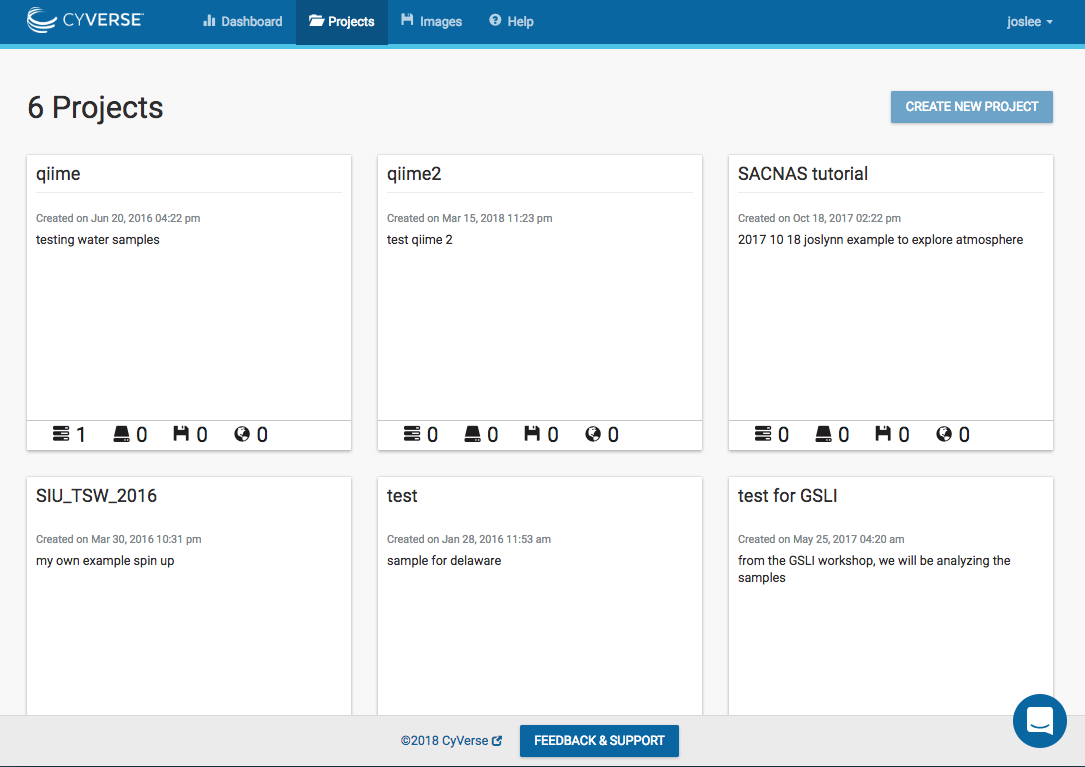 CYVERSE Dashboard Projects Images Help joslee
6 Projects CREATE NEW PROJECT
qiime
Created on Jun 20, 2016 04:22 pm
testing water samples
1 0 0 0
qiime2
Created on Mar 15, 2018 11:23 pm
test qiime 2
0 0 0 0
SACNAS tutorial
Created on Oct 18, 2017 02:22 pm
2017 10 18 joslynn example to explore atmosphere
0 0 0 0
SIU_TSW_2016
Created on Mar 30, 2016 10:31 pm
my own example spin up
test
Created on Jan 28, 2016 11:53 am
sample for delaware
test for GSLI
Created on May 25, 2017 04:20 am
from the GSLI workshop, we will be analyzing the
samples
©2018 CyVerse FEEDBACK & SUPPORT